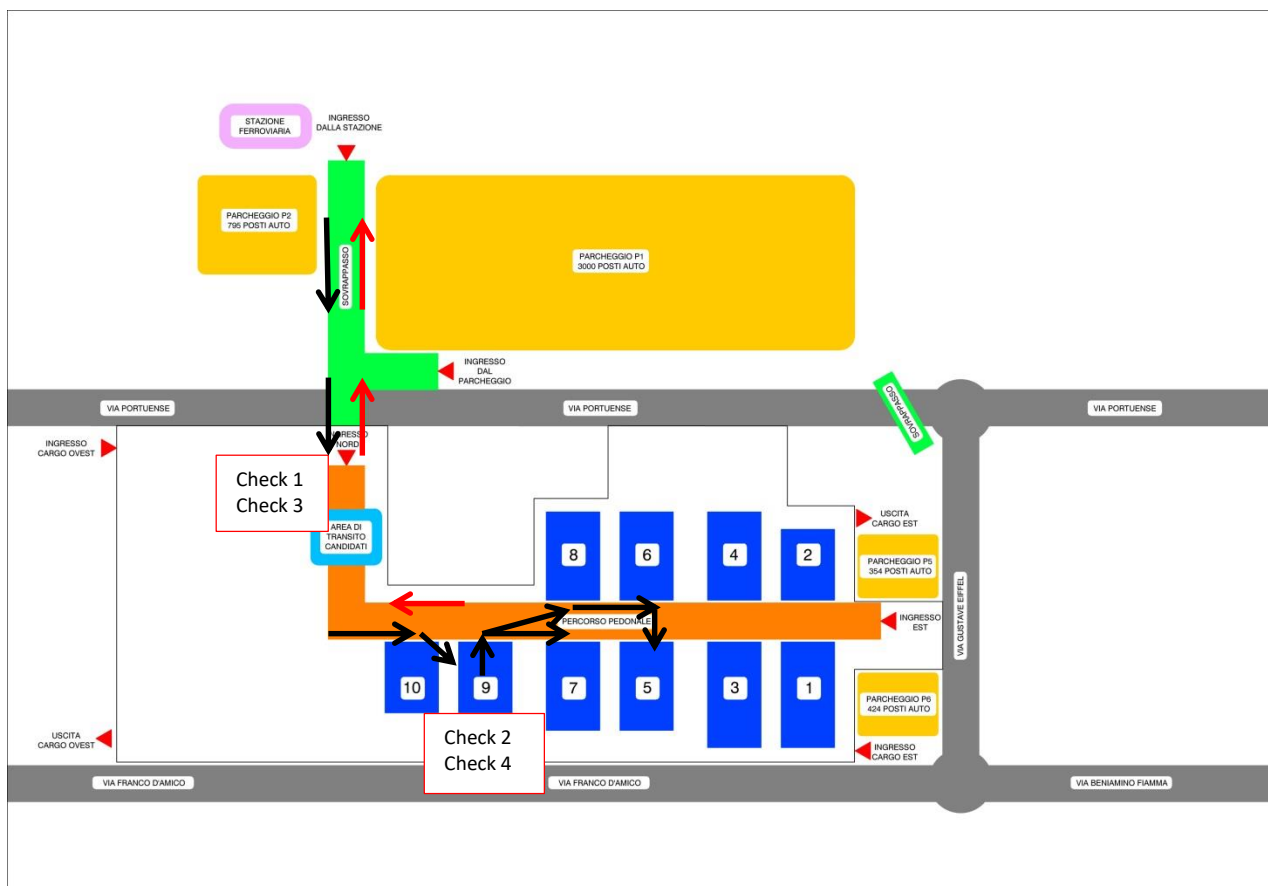 STAZIONE
FERROVIARIA
INGRESSO
DALLA STAZIONE
PARCHEGGIO P2
795 POSTI AUTO
SOVRAPPASSO
PARCHEGGIO P1
3000 POSTI AUTO
INGRESSO
DAL
PARCHEGGIO
SOVRAPPASSO
VIA PORTUENSE
VIA PORTUENSE
VIA PORTUENSE
INGRESSO
CARGO OVEST
INGRESSO
NORD
Check 1
Check 3
AREA DI
TRANSITO
CANDIDATI
8
6
4
2
USCITA
CARGO EST
PARCHEGGIO P5
354 POSTI AUTO
VIA GUSTAVE EIFFEL
PERCORSO PEDONALE
INGRESSO
EST
10
9
7
5
3
1
PARCHEGGIO P6
424 POSTI AUTO
USCITA
CARGO OVEST
Check 2
Check 4
INGRESSO
CARGO EST
VIA FRANCO D'AMICO
VIA FRANCO D'AMICO
VIA BENIAMINO FIAMMA